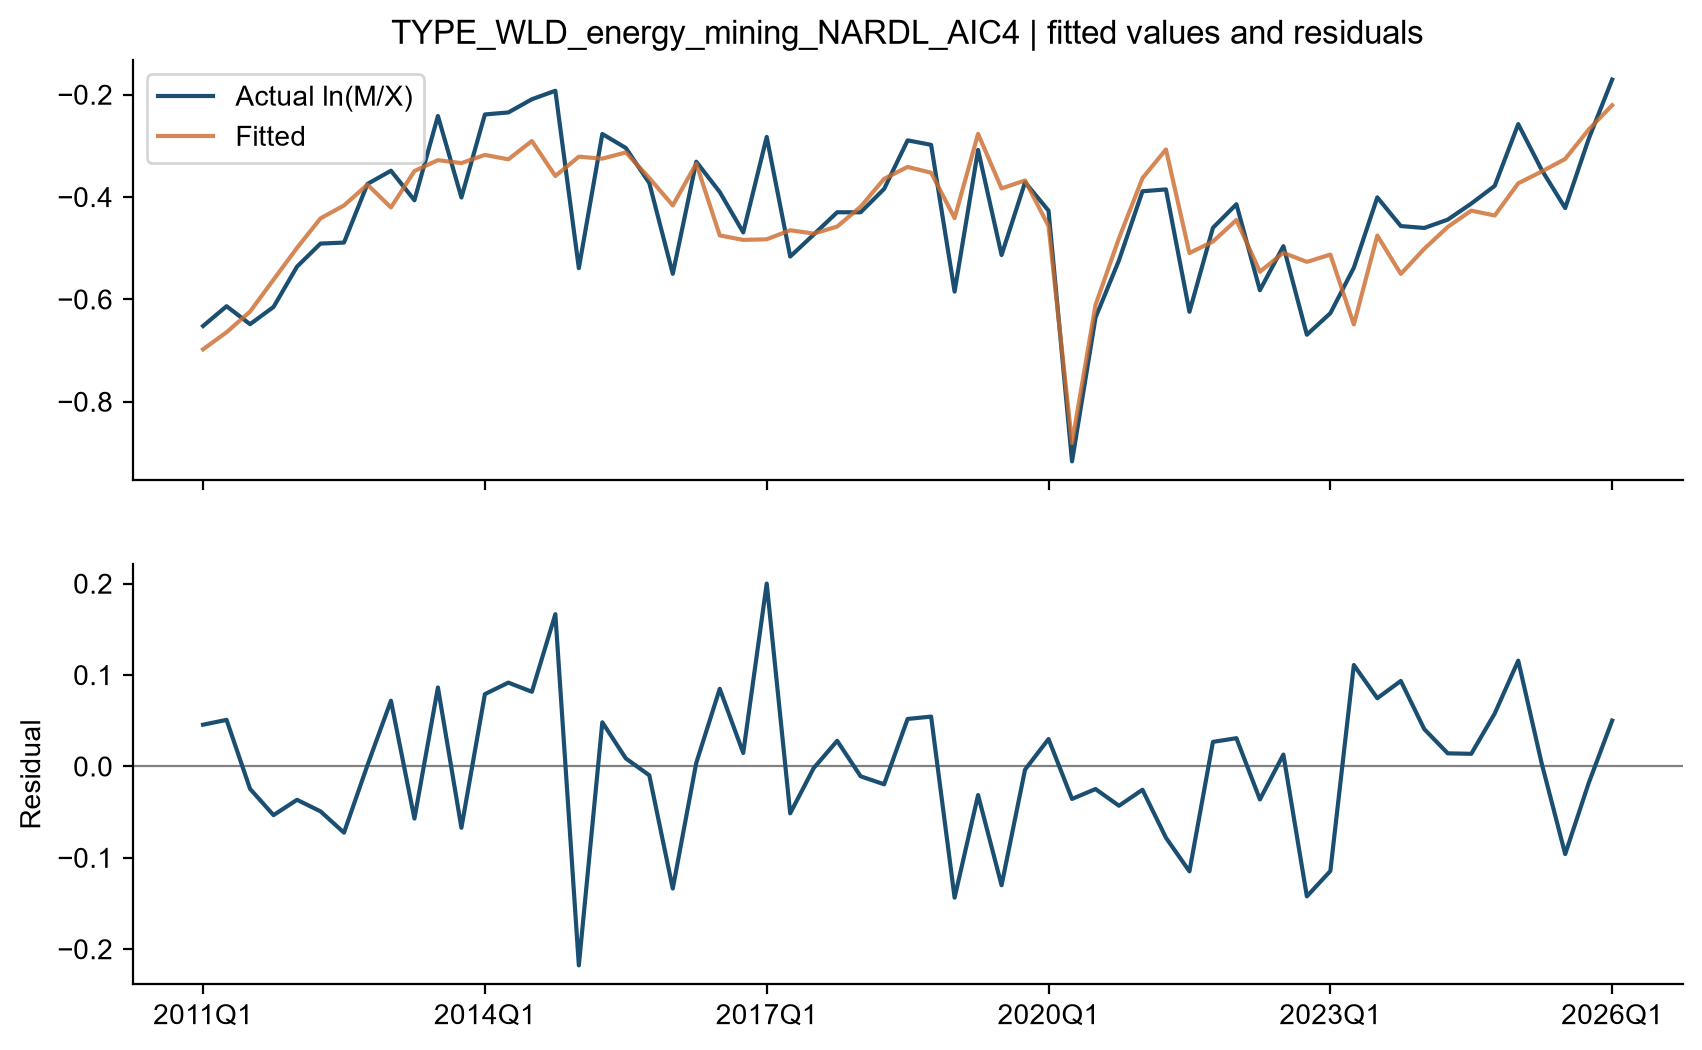 TYPE_WLD_energy_mining_NARDL_AIC4 | fitted values and residuals
Actual ln(M/X)
Fitted
−0.2
−0.4
−0.6
−0.8
Residual
0.2
0.1
0.0
−0.1
−0.2
2011Q1 2014Q1 2017Q1 2020Q1 2023Q1 2026Q1